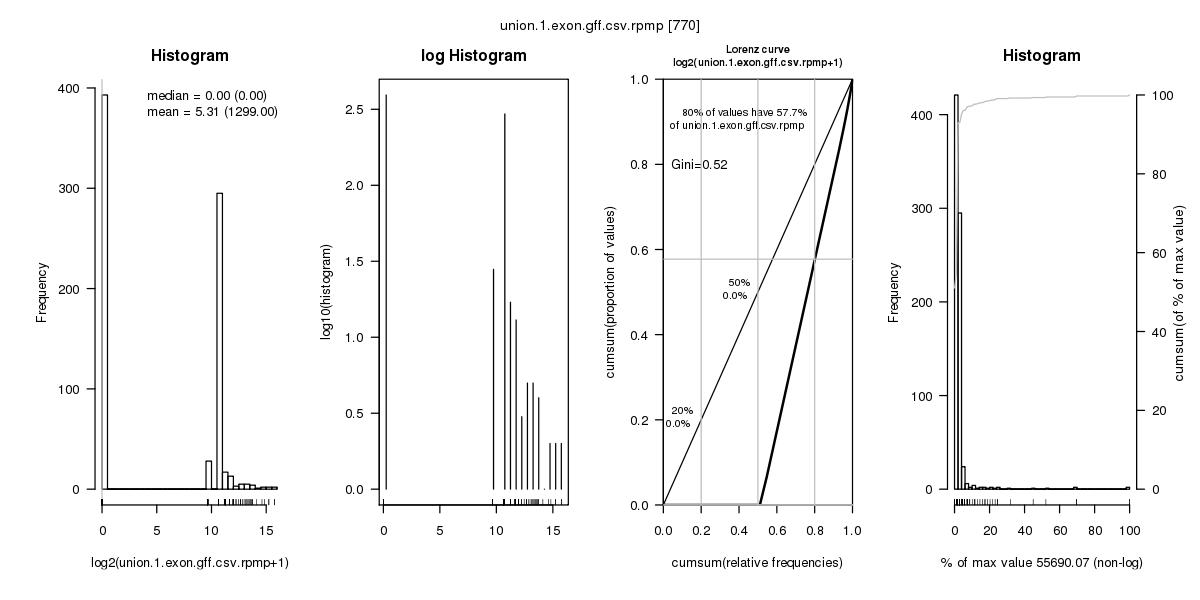 union.1.exon.gff.csv.rpmp [770]
Histogram
median = 0.00 (0.00)
mean = 5.31 (1299.00)
Frequency
400
300
200
100
0
0 5 10 15
log2(union.1.exon.gff.csv.rpmp+1)
log Histogram
log10(histogram)
2.5
2.0
1.5
1.0
0.5
0.0
0 5 10 15
Lorenz curve
log2(union.1.exon.gff.csv.rpmp+1)
80% of values have 57.7%
of union.1.exon.gff.csv.rpmp
Gini=0.52
50%
0.0%
20%
0.0%
cumsum(proportion of values)
1.0
0.8
0.6
0.4
0.2
0.0
0.0 0.2 0.4 0.6 0.8 1.0
cumsum(relative frequencies)
Histogram
Frequency
400
300
200
100
0
100
80
60
40
20
0
cumsum(of % of max value)
0 20 40 60 80 100
% of max value 55690.07 (non-log)